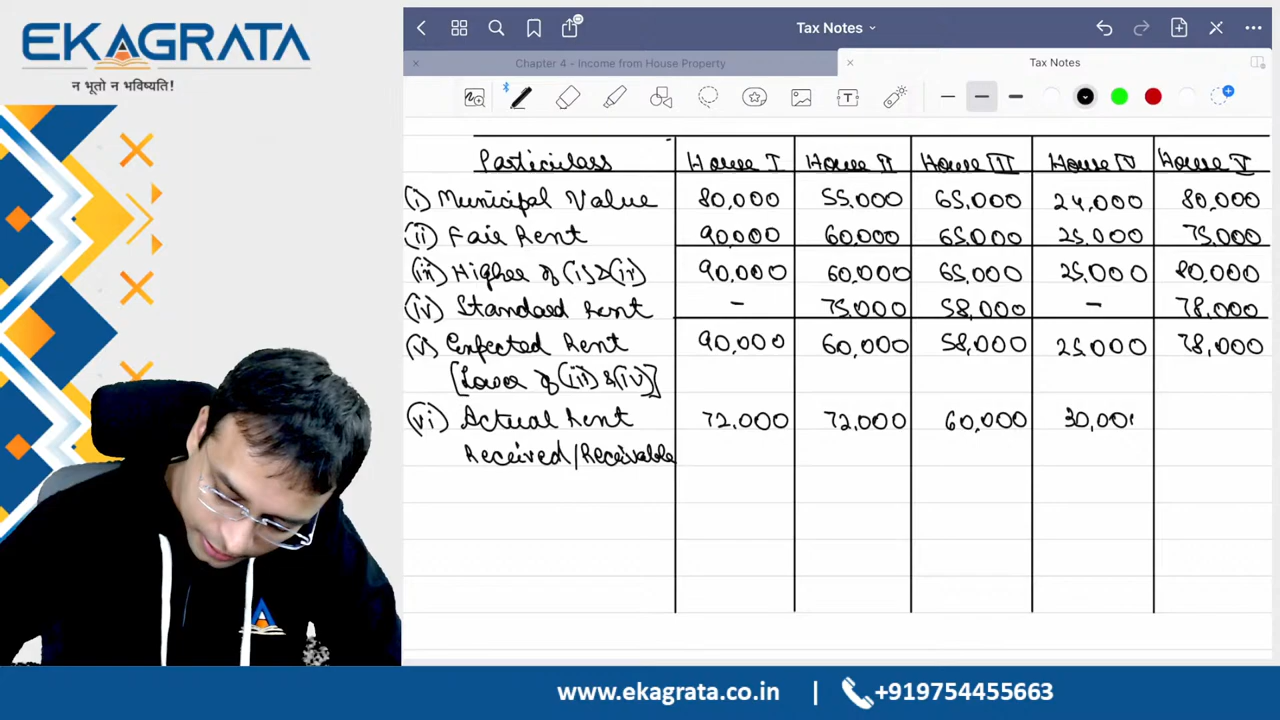 EKAGRATA
न भूतो न भविष्यति!
Tax Notes
Chapter 4 - Income from House Property
Tax Notes
Particulars House I House II House III House IV House V
(i) Municipal Value 80,000 55,000 65,000 24,000 80,000
(ii) Fair Rent 90,000 60,000 65,000 25,000 75,000
(iii) Higher of (i) & (ii) 90,000 60,000 65,000 25,000 80,000
(iv) Standard Rent - 75,000 58,000 - 78,000
(v) Expected Rent 90,000 60,000 58,000 25,000 78,000
[Lower of (iii) & (iv)]
(vi) Actual Rent 72,000 72,000 60,000 30,000
Received/Receivable
www.ekagrata.co.in | +919754455663